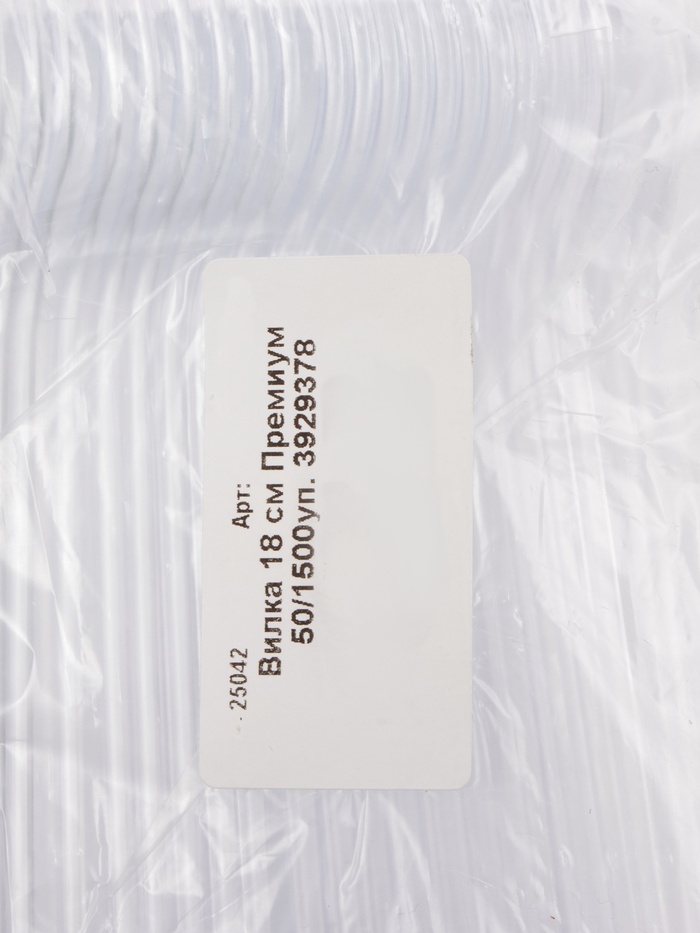 - 25042
Арт:
Вилка 18 см Премиум
50/1500уп. 3929378